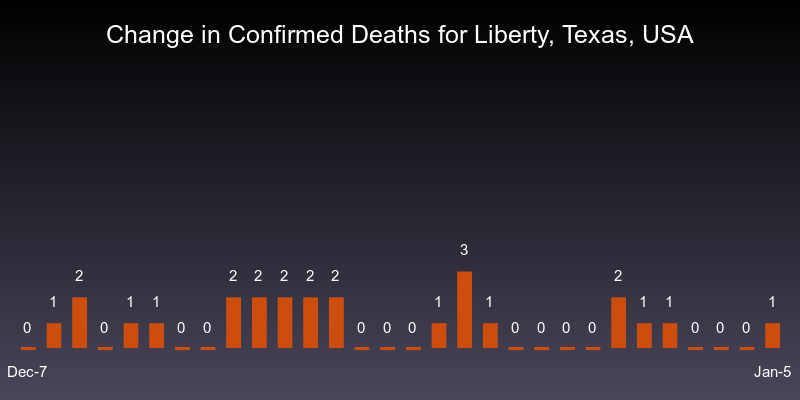 Change in Confirmed Deaths for Liberty, Texas, USA
3
2 2 2 2 2 2 2
1 1 1 1 1 1 1 1
0 0 0 0 0 0 0 0 0 0 0 0 0 0
Dec-7 Jan-5